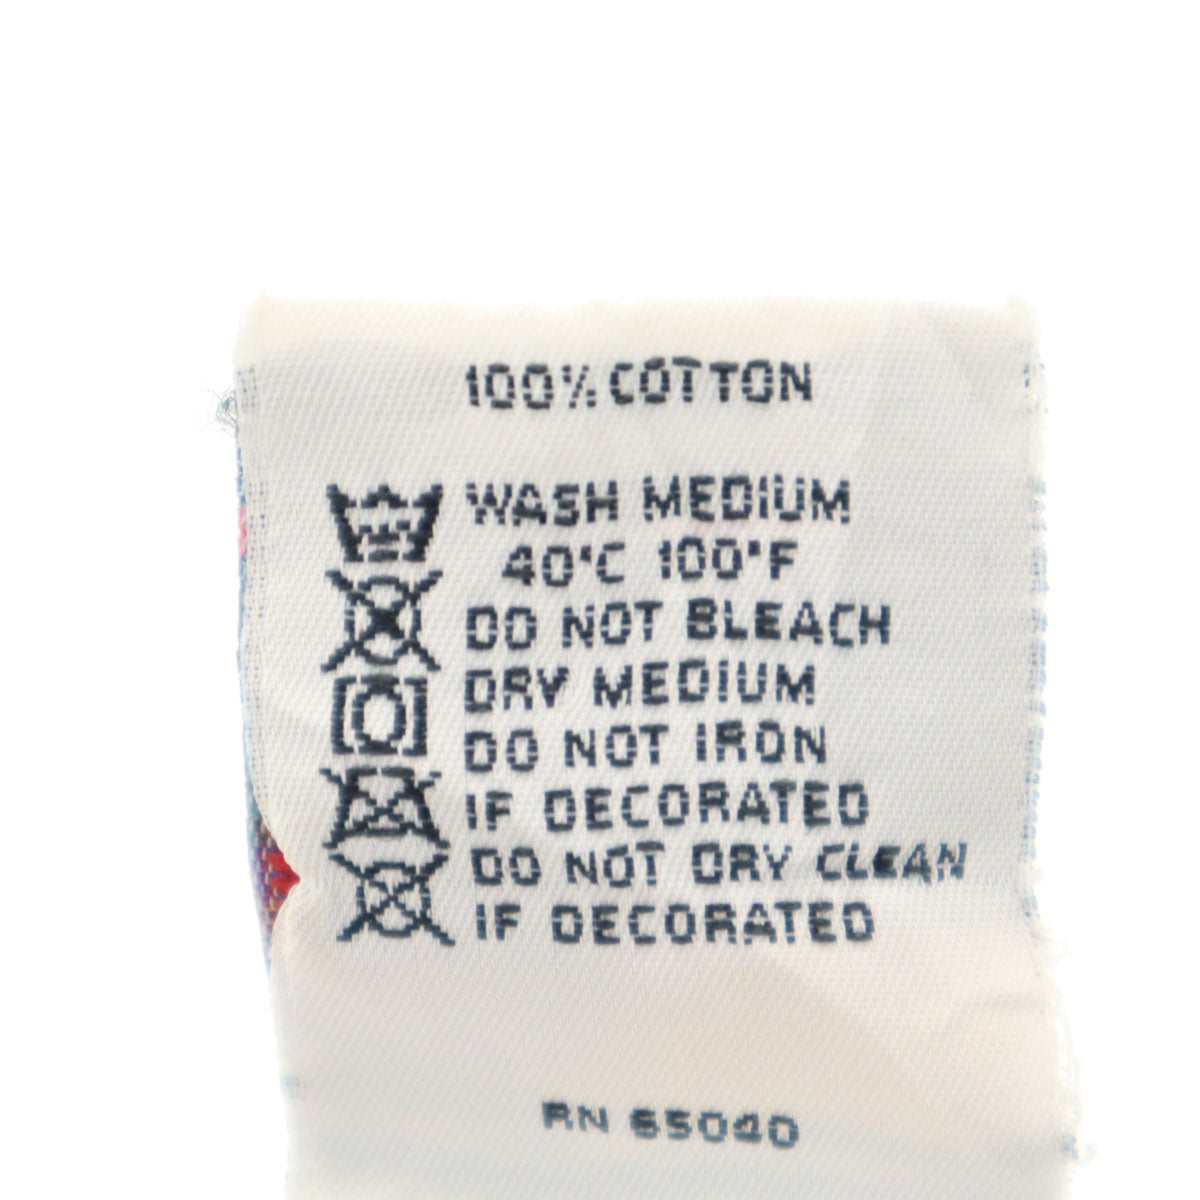 100% COTTON
WASH MEDIUM
40°C 100°F
DO NOT BLEACH
DRY MEDIUM
DO NOT IRON
IF DECORATED
DO NOT DRY CLEAN
IF DECORATED
RN 65040